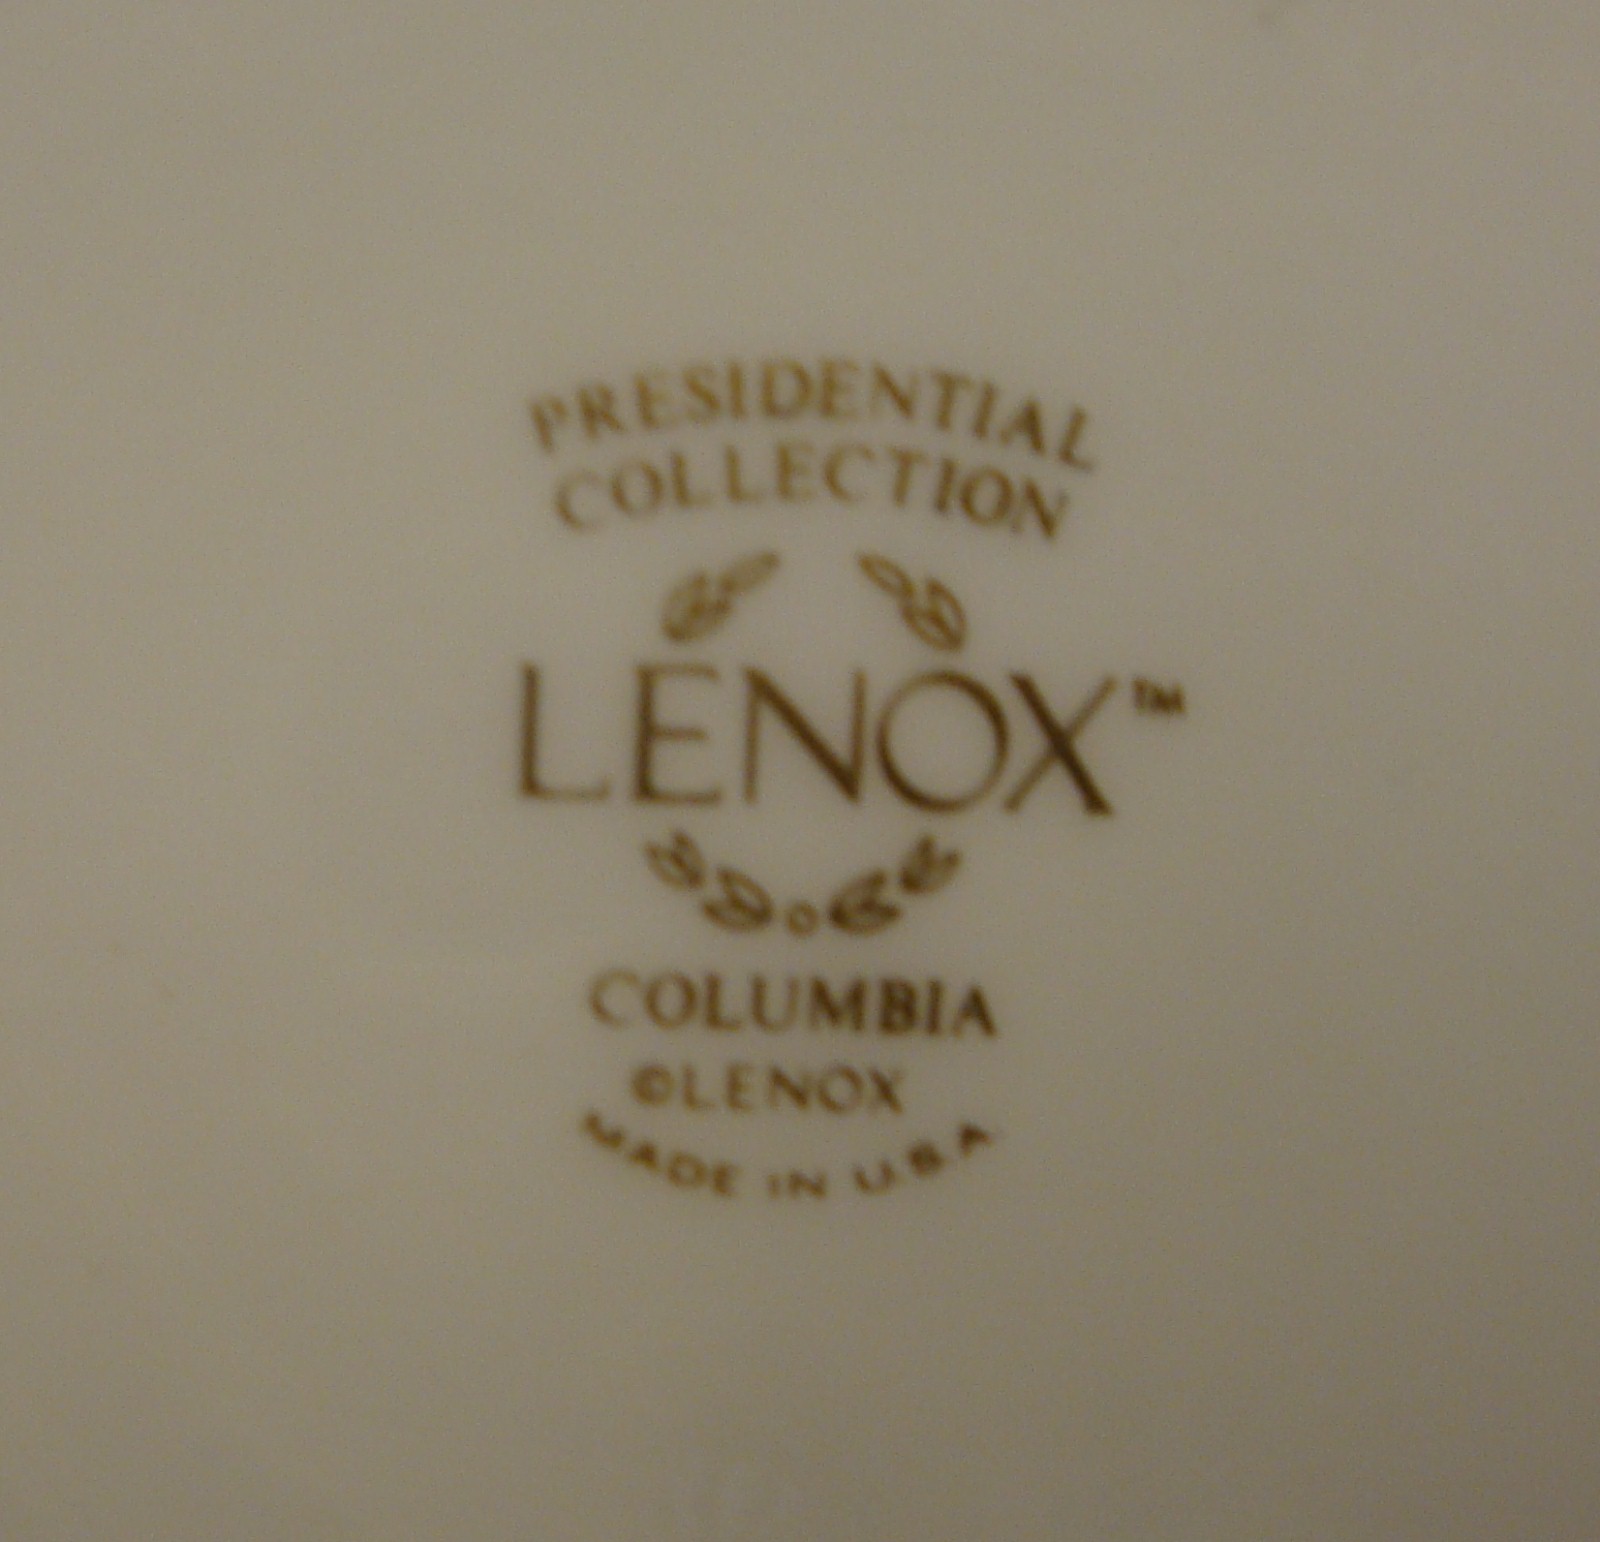 PRESIDENTIAL
COLLECTION
LENOX™
COLUMBIA
©LENOX
MADE IN U.S.A.